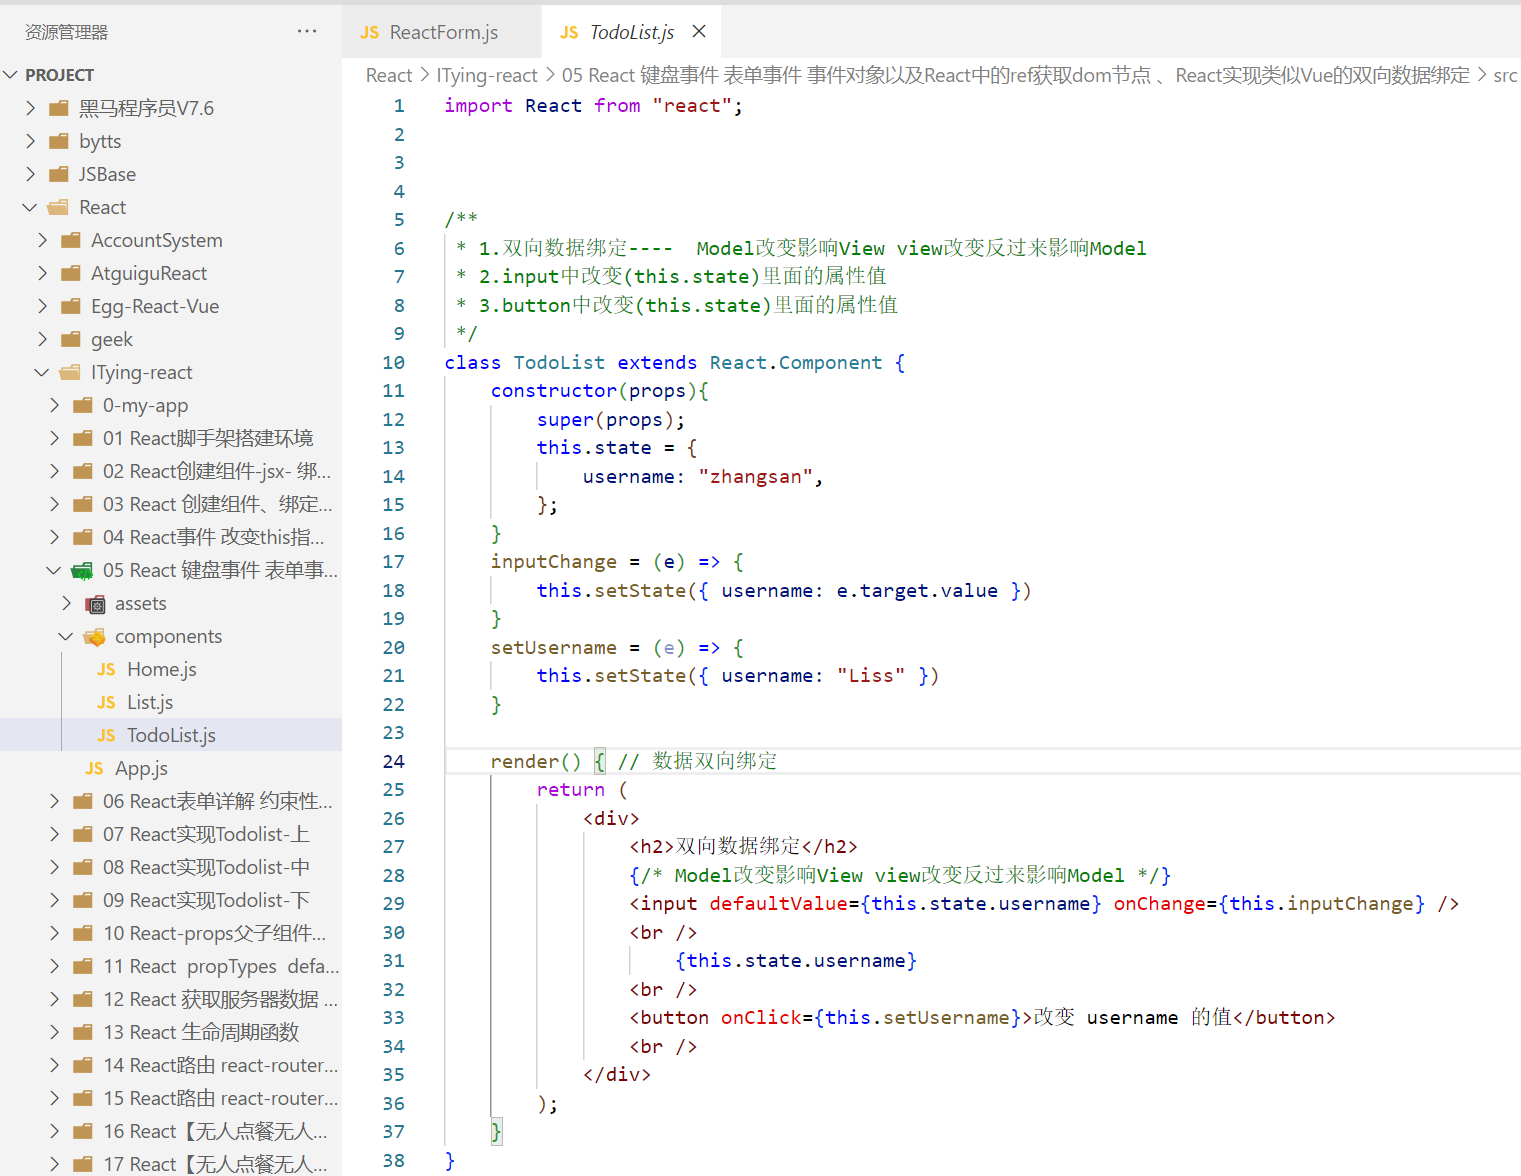 资源管理器 ···
PROJECT
黑马程序员V7.6
bytts
JSBase
React
AccountSystem
AtguiguReact
Egg-React-Vue
geek
ITying-react
0-my-app
01 React脚手架搭建环境
02 React创建组件-jsx- 绑...
03 React 创建组件、绑定...
04 React事件 改变this指...
05 React 键盘事件 表单事...
assets
components
JS Home.js
JS List.js
JS TodoList.js
JS App.js
06 React表单详解 约束性...
07 React实现Todolist-上
08 React实现Todolist-中
09 React实现Todolist-下
10 React-props父子组件...
11 React propTypes defa...
12 React 获取服务器数据 ...
13 React 生命周期函数
14 React路由 react-router...
15 React路由 react-router...
16 React【无人点餐无人...
17 React【无人点餐无人...
JS ReactForm.js JS TodoList.js
React > ITying-react > 05 React 键盘事件 表单事件 事件对象以及React中的ref获取dom节点 、React实现类似Vue的双向数据绑定 > src
1 import React from "react";
2
3
4
5 /**
6 * 1.双向数据绑定---- Model改变影响View view改变反过来影响Model
7 * 2.input中改变(this.state)里面的属性值
8 * 3.button中改变(this.state)里面的属性值
9 */
10 class TodoList extends React.Component {
11 constructor(props){
12 super(props);
13 this.state = {
14 username: "zhangsan",
15 };
16 }
17 inputChange = (e) => {
18 this.setState({ username: e.target.value })
19 }
20 setUsername = (e) => {
21 this.setState({ username: "Liss" })
22 }
23
24 render() { // 数据双向绑定
25 return (
26 <div>
27 <h2>双向数据绑定</h2>
28 {/* Model改变影响View view改变反过来影响Model */}
29 <input defaultValue={this.state.username} onChange={this.inputChange} />
30 <br />
31 {this.state.username}
32 <br />
33 <button onClick={this.setUsername}>改变 username 的值</button>
34 <br />
35 </div>
36 );
37 }
38 }